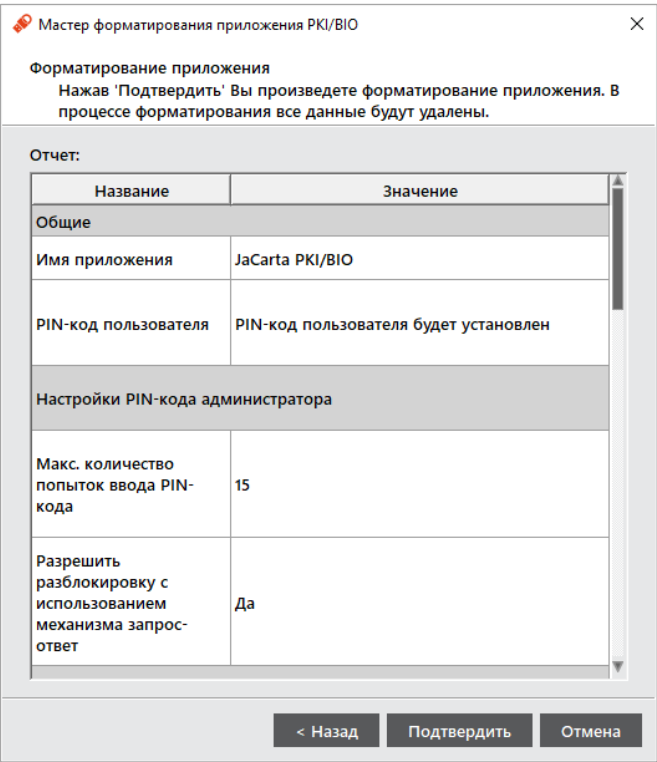 Мастер форматирования приложения PKI/BIO
Форматирование приложения
Нажав 'Подтвердить' Вы произведете форматирование приложения. В
процессе форматирования все данные будут удалены.
Отчет:
Название Значение
Общие
Имя приложения JaCarta PKI/BIO
PIN-код пользователя PIN-код пользователя будет установлен
Настройки PIN-кода администратора
Макс. количество
попыток ввода PIN-
кода
15
Разрешить
разблокировку с
использованием
механизма запрос-
ответ
Да
< Назад Подтвердить Отмена